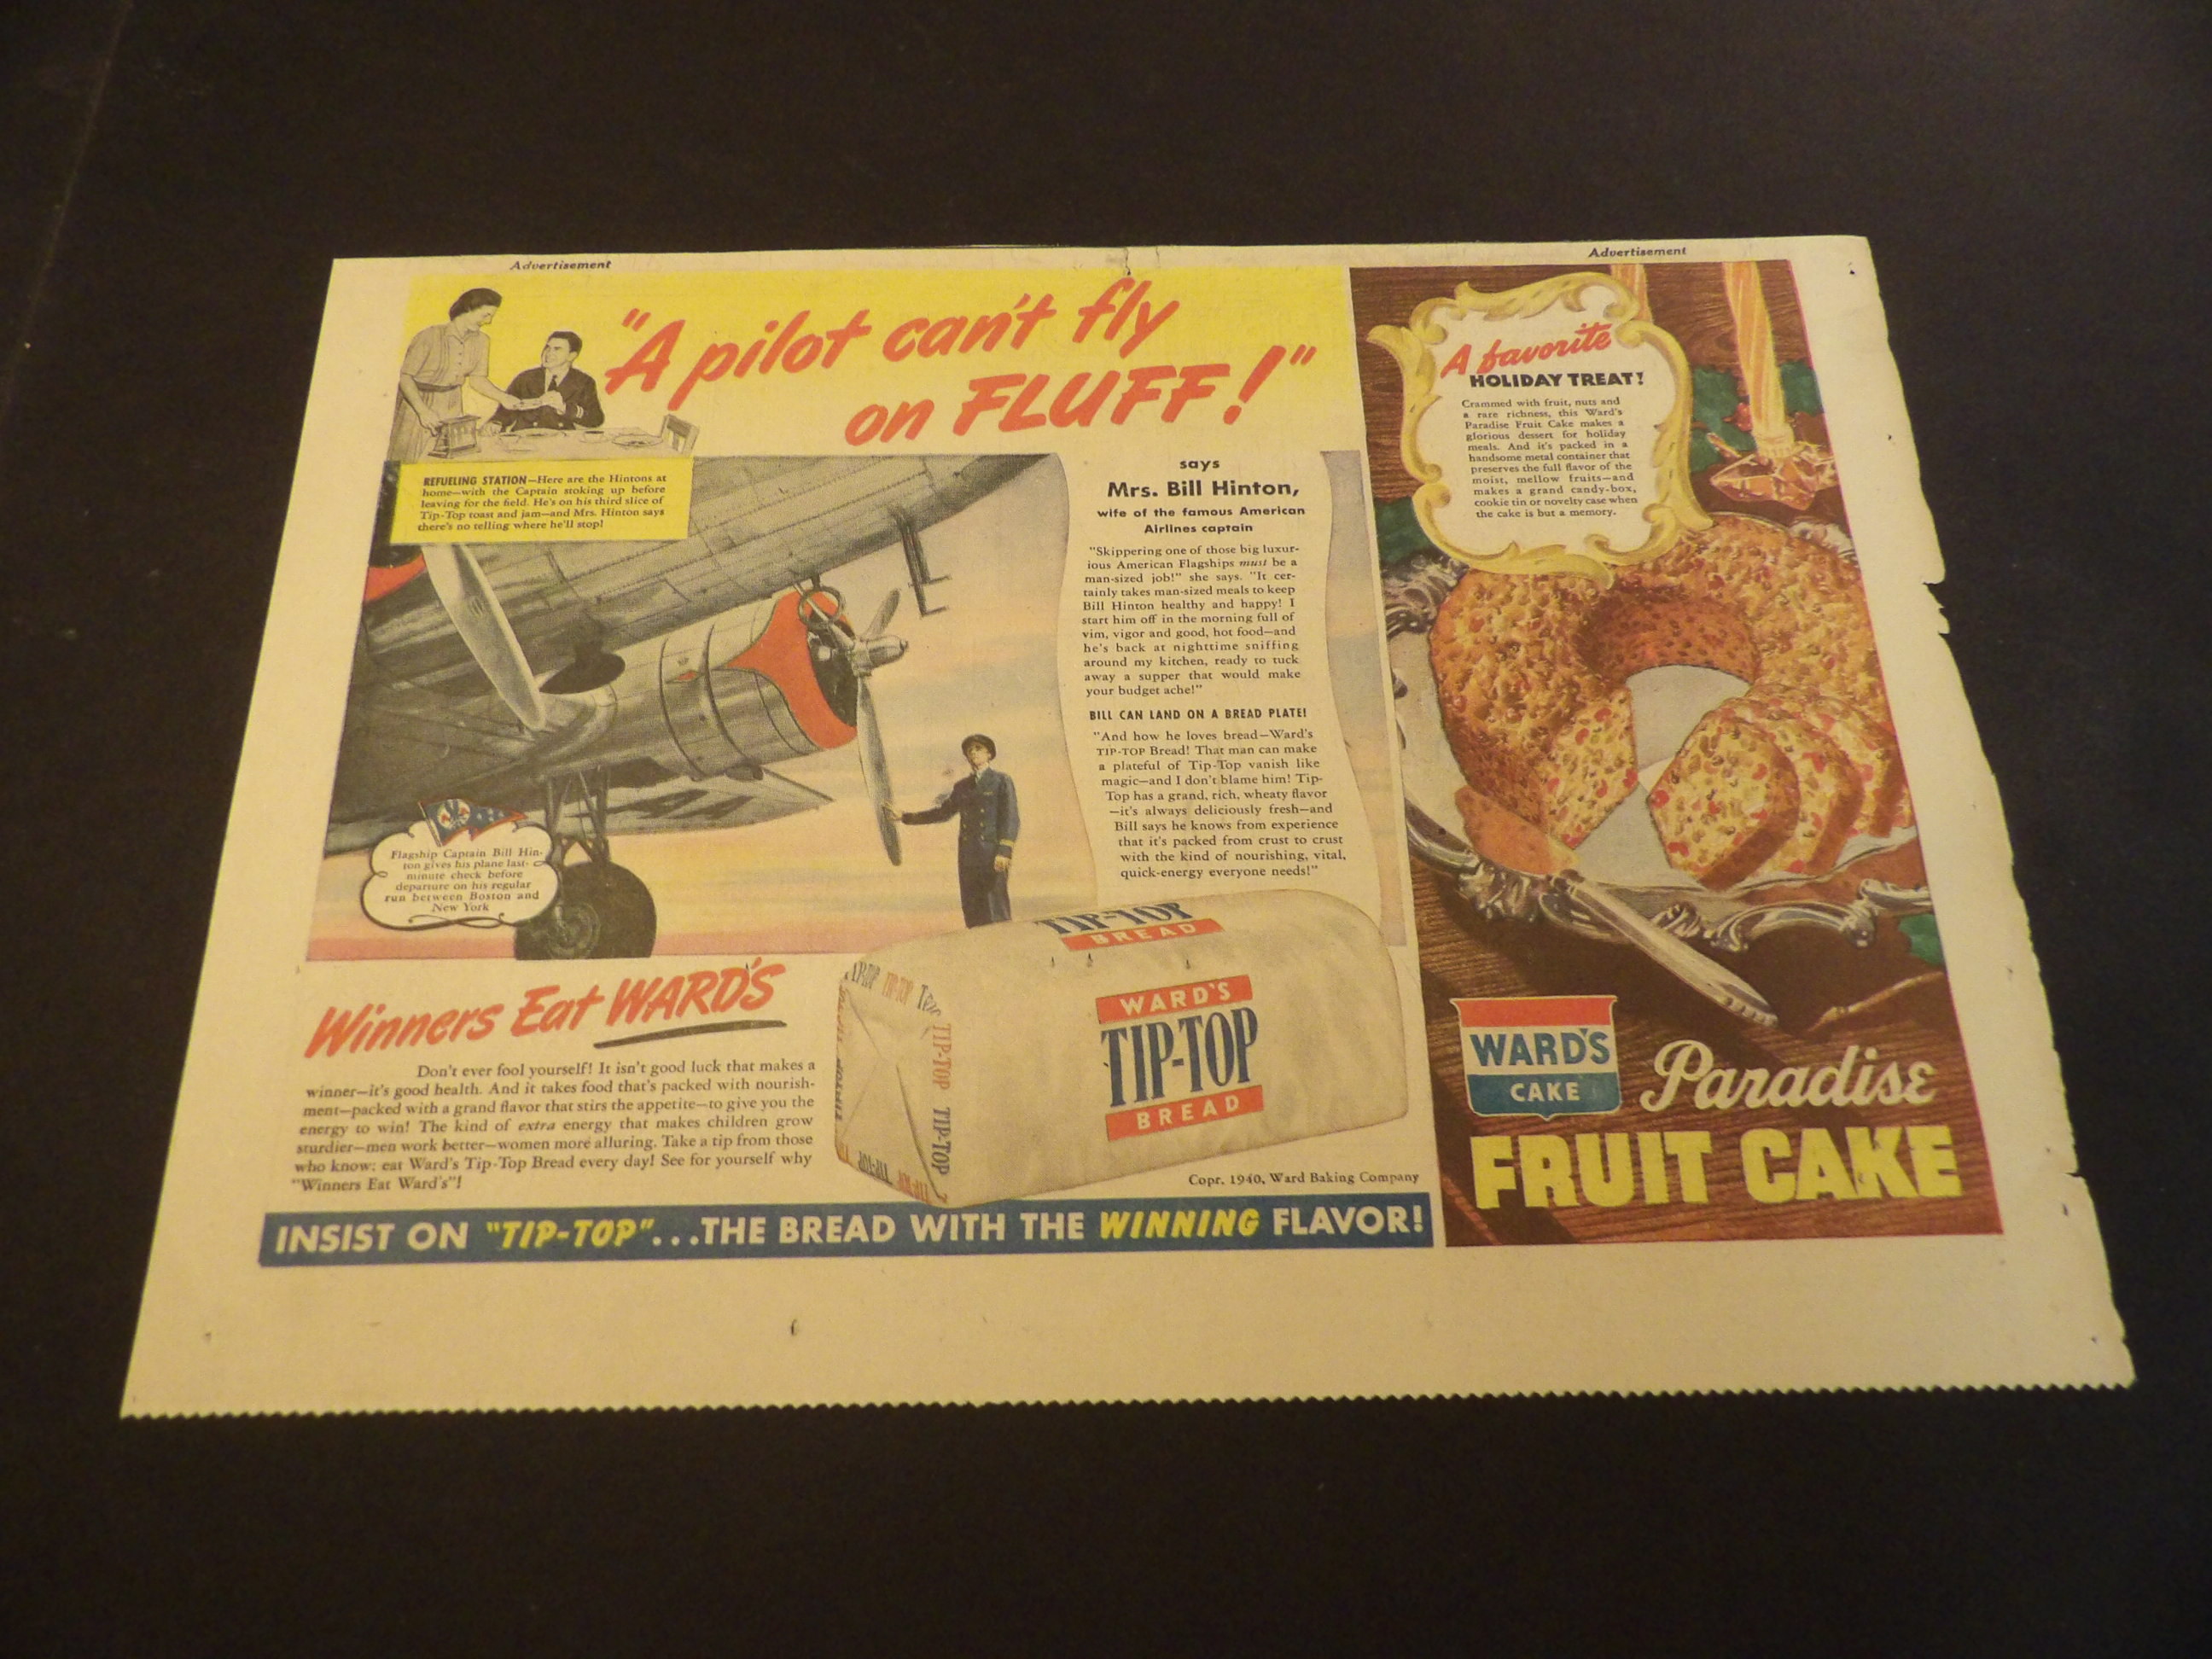 Advertisement
Advertisement
"A pilot can't fly
on FLUFF!"
REFUELING STATION—Here are the Hintons at
home—with the Captain stoking up before
leaving for the field. He's on his third slice of
Tip-Top toast and jam—and Mrs. Hinton says
there's no telling where he'll stop!
says
Mrs. Bill Hinton,
wife of the famous American
Airlines captain
"Skippering one of those big luxur-
ious American Flagships must be a
man-sized job!" she says. "It cer-
tainly takes man-sized meals to keep
Bill Hinton healthy and happy! I
start him off in the morning full of
vim, vigor and good, hot food—and
he's back at nighttime sniffing
around my kitchen, ready to tuck
away a supper that would make
your budget ache!"
BILL CAN LAND ON A BREAD PLATE!
"And how he loves bread—Ward's
TIP-TOP Bread! That man can make
a plateful of Tip-Top vanish like
magic—and I don't blame him! Tip-
Top has a grand, rich, wheaty flavor
—it's always deliciously fresh—and
Bill says he knows from experience
that it's packed from crust to crust
with the kind of nourishing, vital,
quick-energy everyone needs!"
Flagship Captain Bill Hin-
ton gives his plane last-
minute check before
departure on his regular
run between Boston and
New York
Winners Eat WARD'S
Don't ever fool yourself! It isn't good luck that makes a
winner—it's good health. And it takes food that's packed with nourish-
ment—packed with a grand flavor that stirs the appetite—to give you the
energy to win! The kind of extra energy that makes children grow
sturdier—men work better—women more alluring. Take a tip from those
who know; eat Ward's Tip-Top Bread every day! See for yourself why
"Winners Eat Ward's"!
TIP-TOP
BREAD
WARD'S
TIP-TOP
BREAD
TIP-TOP
TIP-TOP
TIP-TOP
Copr. 1940, Ward Baking Company
INSIST ON "TIP-TOP"...THE BREAD WITH THE WINNING FLAVOR!
A favorite
HOLIDAY TREAT!
Crammed with fruit, nuts and
a rare richness, this Ward's
Paradise Fruit Cake makes a
glorious dessert for holiday
meals. And it's packed in a
handsome metal container that
preserves the full flavor of the
moist, mellow fruits—and
makes a grand candy-box,
cookie tin or novelty case when
the cake is but a memory.
WARD'S
CAKE
Paradise
FRUIT CAKE